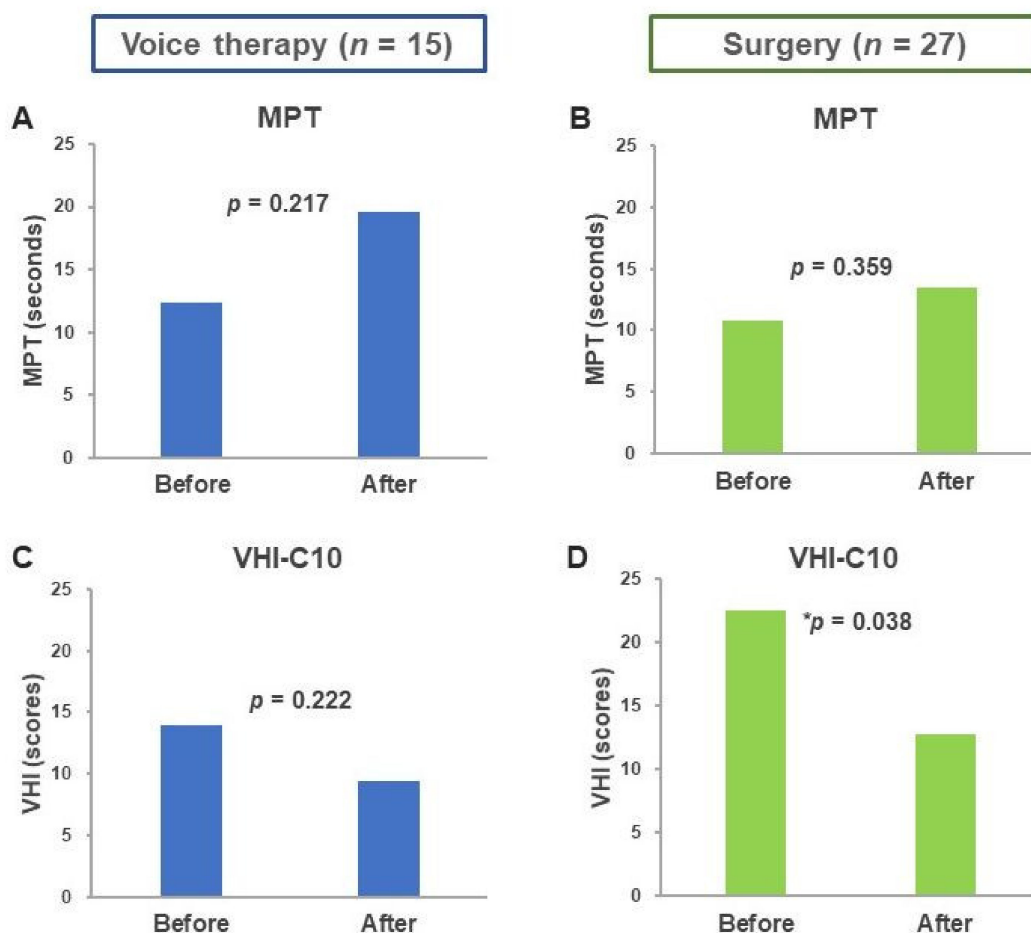 Voice therapy (n = 15)
Surgery (n = 27)
A
MPT
MPT (seconds)
25
20
15
10
5
0
p = 0.217
Before
After
B
MPT
MPT (seconds)
25
20
15
10
5
0
p = 0.359
Before
After
C
VHI-C10
VHI (scores)
25
20
15
10
5
0
p = 0.222
Before
After
D
VHI-C10
VHI (scores)
25
20
15
10
5
0
*p = 0.038
Before
After